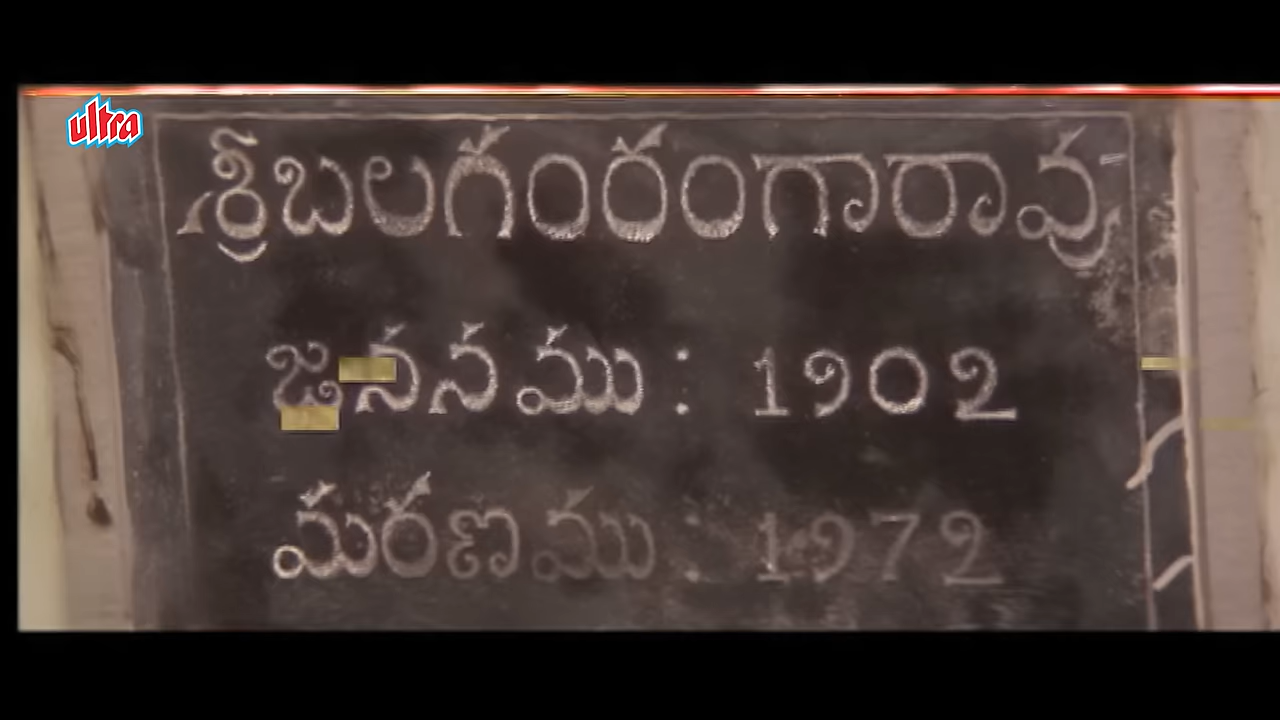 ultra
శ్రీ బలగం రంగారావు
జననము : 1902
మరణము : 1972